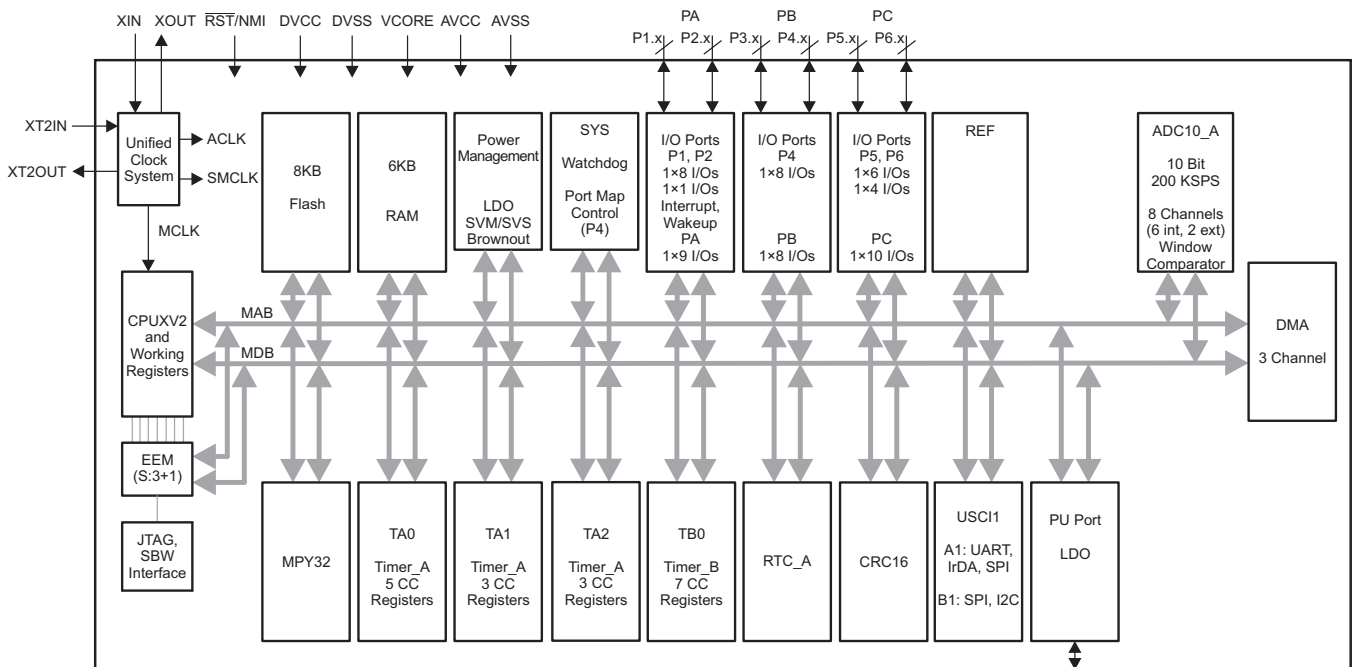 XIN XOUT RST/NMI DVCC DVSS VCORE AVCC AVSS PA PB PC
P1.x P2.x P3.x P4.x P5.x P6.x
XT2IN
XT2OUT
Unified
Clock
System
ACLK
SMCLK
MCLK
8KB
Flash
6KB
RAM
Power
Management
LDO
SVM/SVS
Brownout
SYS
Watchdog
Port Map
Control
(P4)
I/O Ports
P1, P2
1×8 I/Os
1×1 I/Os
Interrupt,
Wakeup
PA
1×9 I/Os
I/O Ports
P4
1×8 I/Os
PB
1×8 I/Os
I/O Ports
P5, P6
1×6 I/Os
1×4 I/Os
PC
1×10 I/Os
REF
ADC10_A
10 Bit
200 KSPS
8 Channels
(6 int, 2 ext)
Window
Comparator
CPUXV2
and
Working
Registers
MAB
MDB
DMA
3 Channel
EEM
(S:3+1)
JTAG,
SBW
Interface
MPY32
TA0
Timer_A
5 CC
Registers
TA1
Timer_A
3 CC
Registers
TA2
Timer_A
3 CC
Registers
TB0
Timer_B
7 CC
Registers
RTC_A
CRC16
USCI1
A1: UART,
IrDA, SPI
B1: SPI, I2C
PU Port
LDO